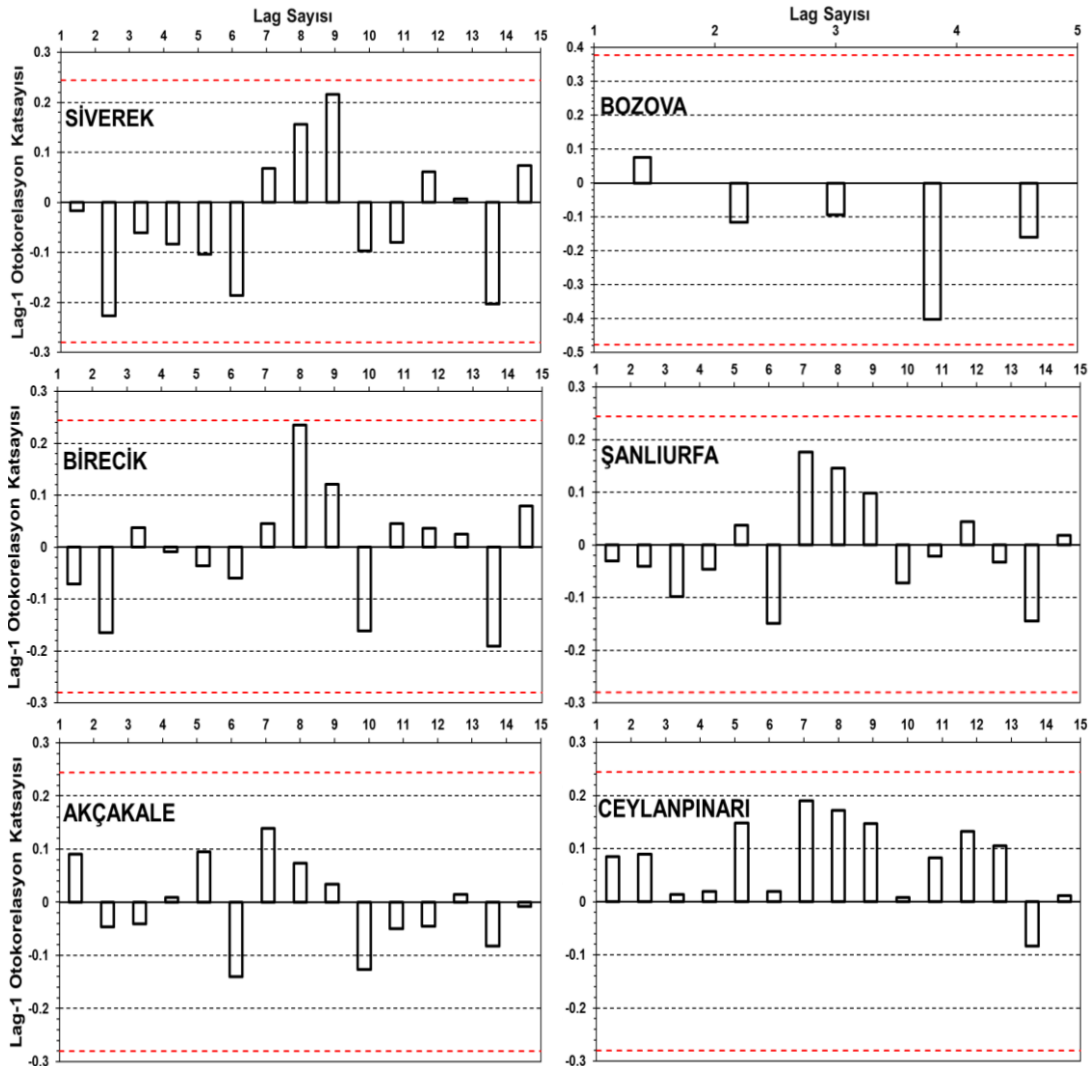 Lag Sayısı
1 2 3 4 5 6 7 8 9 10 11 12 13 14 15
0.3
0.2
0.1
0
-0.1
-0.2
-0.3
Lag-1 Otokorelasyon Katsayısı
SİVEREK
Lag Sayısı
1 2 3 4 5
0.4
0.3
0.2
0.1
0
-0.1
-0.2
-0.3
-0.4
-0.5
BOZOVA
1 2 3 4 5 6 7 8 9 10 11 12 13 14 15
0.3
0.2
0.1
0
-0.1
-0.2
-0.3
Lag-1 Otokorelasyon Katsayısı
BİRECİK
1 2 3 4 5 6 7 8 9 10 11 12 13 15
0.3
0.2
0.1
0
-0.1
-0.2
-0.3
ŞANLIURFA
1 2 3 4 5 6 7 8 9 10 11 12 13 14 15
0.3
0.2
0.1
0
-0.1
-0.2
-0.3
Lag-1 Otokorelasyon Katsayısı
AKÇAKALE
1 2 3 4 5 6 7 8 9 10 11 12 13 15
0.3
0.2
0.1
0
-0.1
-0.2
-0.3
CEYLANPINARI